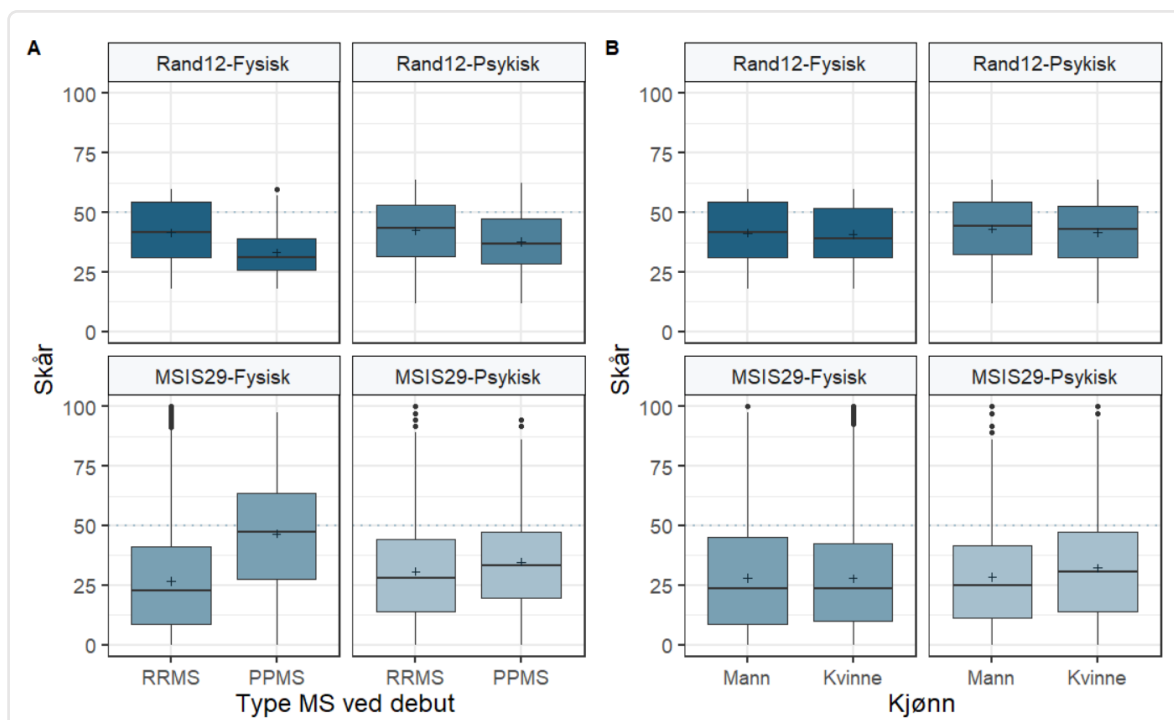 A
Rand12-Fysisk
Rand12-Psykisk
100
75
50
25
0
MSIS29-Fysisk
MSIS29-Psykisk
100
75
50
25
0
Skår
RRMS PPMS RRMS PPMS
Type MS ved debut
B
Rand12-Fysisk
Rand12-Psykisk
100
75
50
25
0
MSIS29-Fysisk
MSIS29-Psykisk
100
75
50
25
0
Skår
Mann Kvinne Mann Kvinne
Kjønn